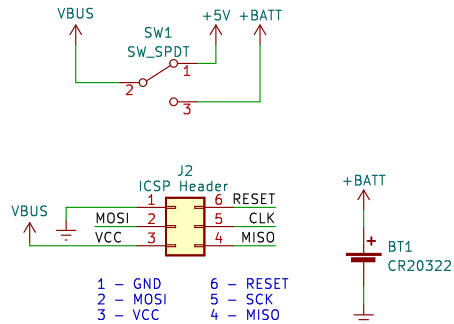 VBUS
+5V +BATT
SW1
SW_SPDT
1
2
3
J2
ICSP Header
1 6 RESET
MOSI 2 5 CLK
VCC 3 4 MISO
VBUS
+BATT
+
BT1
CR20322
1 – GND 6 – RESET
2 – MOSI 5 – SCK
3 – VCC 4 – MISO